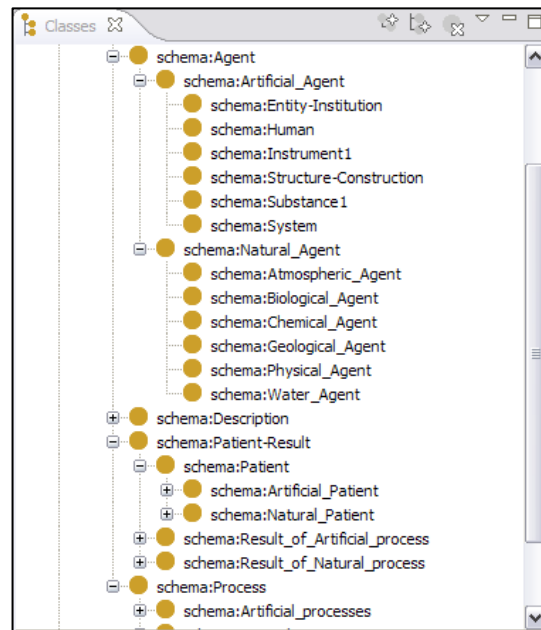 Classes
schema:Agent
schema:Artificial_Agent
schema:Entity-Institution
schema:Human
schema:Instrument1
schema:Structure-Construction
schema:Substance1
schema:System
schema:Natural_Agent
schema:Atmospheric_Agent
schema:Biological_Agent
schema:Chemical_Agent
schema:Geological_Agent
schema:Physical_Agent
schema:Water_Agent
schema:Description
schema:Patient-Result
schema:Patient
schema:Artificial_Patient
schema:Natural_Patient
schema:Result_of_Artificial_process
schema:Result_of_Natural_process
schema:Process
schema:Artificial_processes